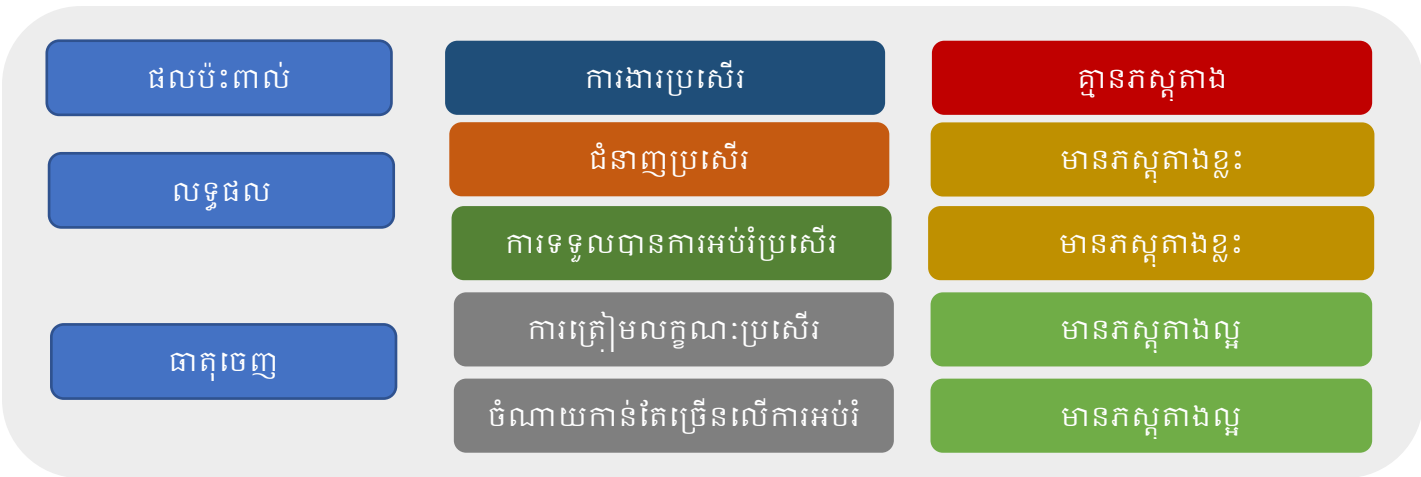 ផលប៉ះពាល់
ការងារប្រសើរ
គ្មានភស្តុតាង
លទ្ធផល
ជំនាញប្រសើរ
មានភស្តុតាងខ្លះ
ការទទួលបានការអប់រំប្រសើរ
មានភស្តុតាងខ្លះ
ធាតុចេញ
ការត្រៀមលក្ខណៈប្រសើរ
មានភស្តុតាងល្អ
ចំណាយកាន់តែច្រើនលើការអប់រំ
មានភស្តុតាងល្អ